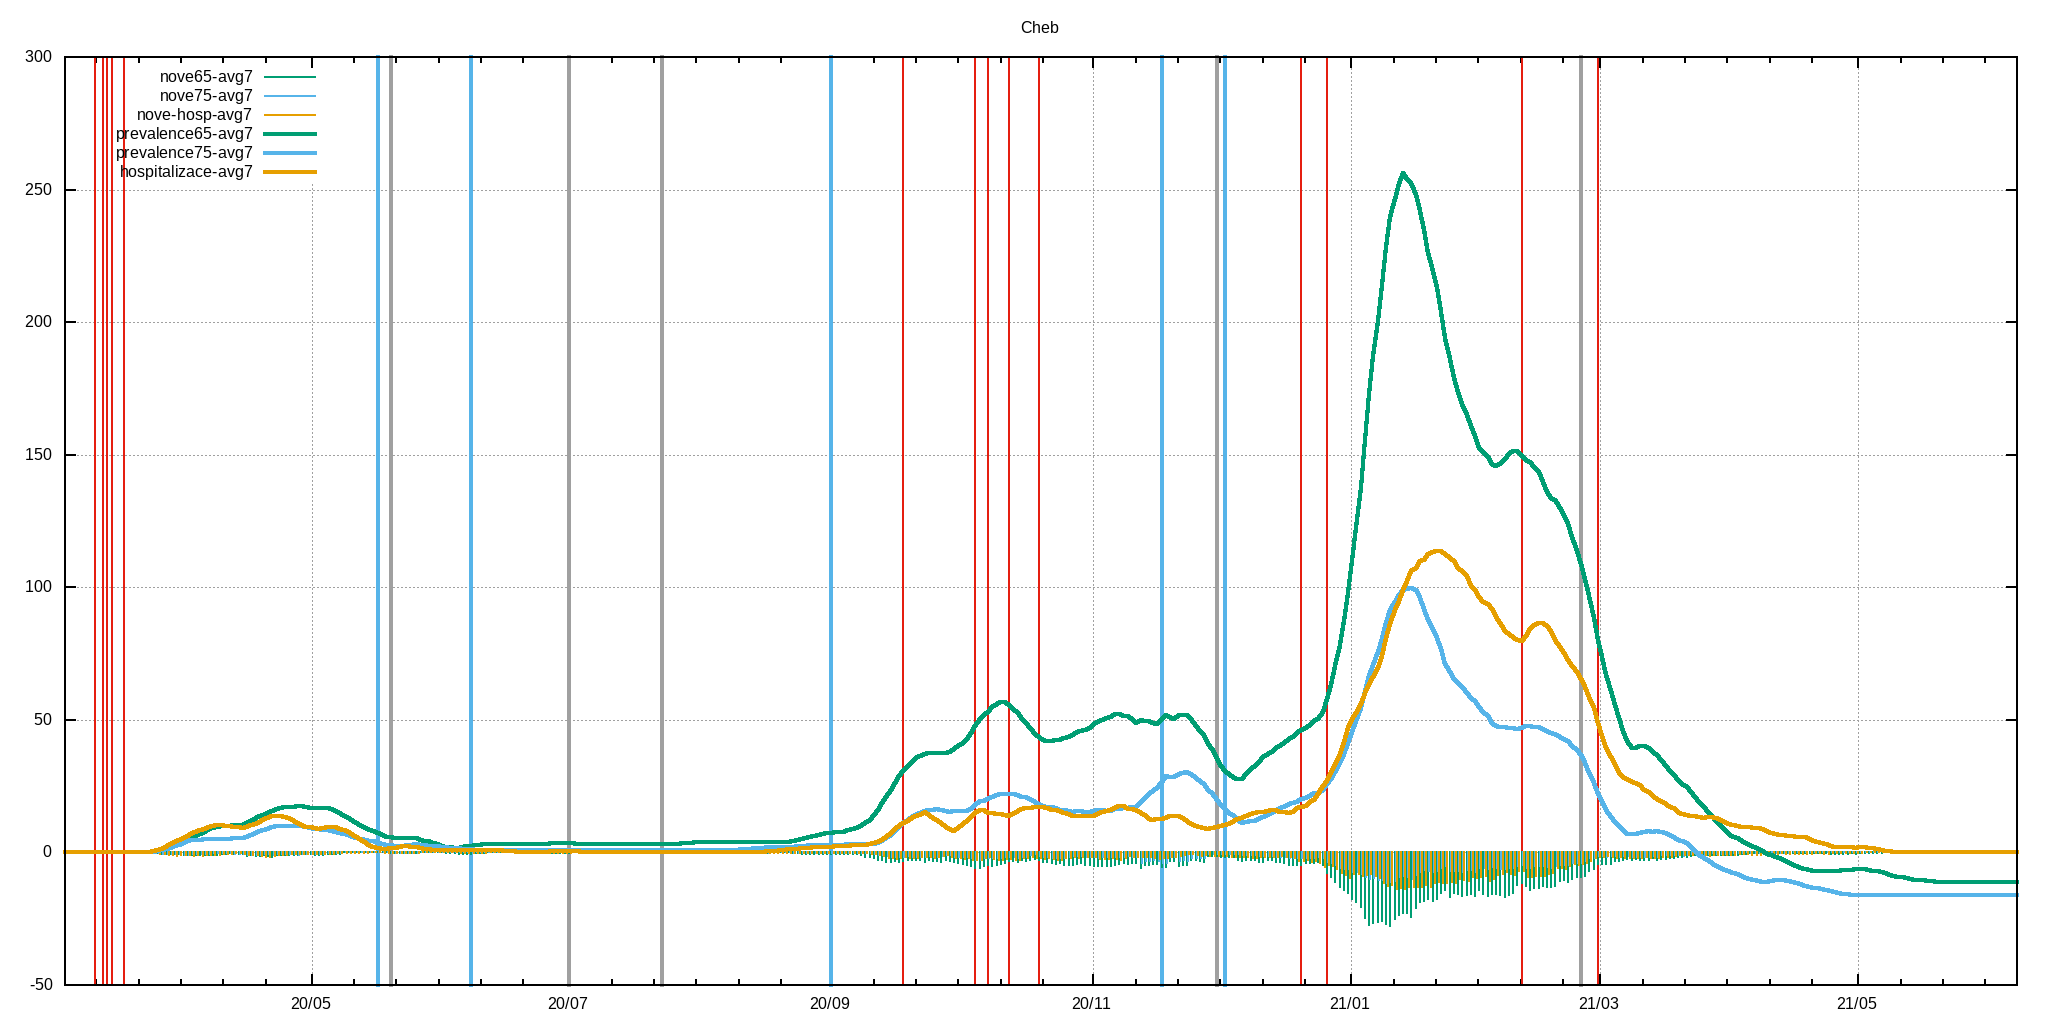 Cheb
300
250
200
150
100
50
0
-50
nove65-avg7
nove75-avg7
nove-hosp-avg7
prevalence65-avg7
prevalence75-avg7
hospitalizace-avg7
20/05 20/07 20/09 20/11 21/01 21/03 21/05